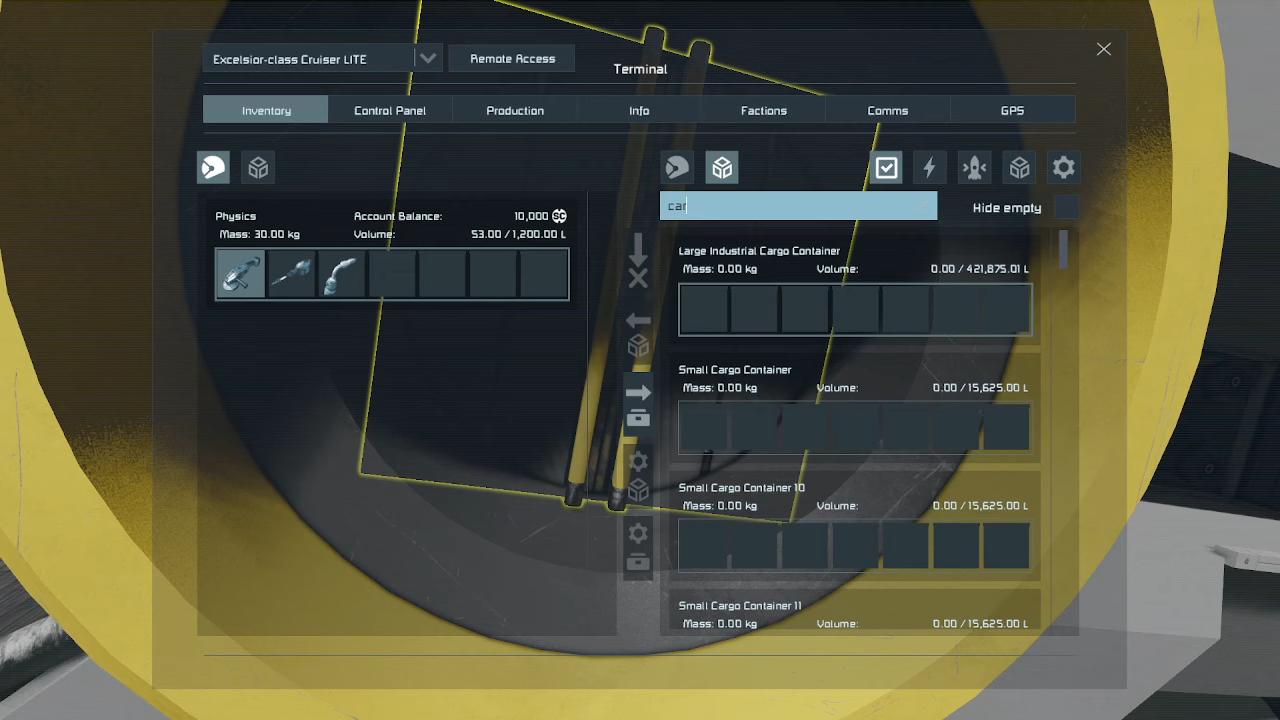 Excelsior-class Cruiser LITE
Remote Access
Terminal
Inventory
Control Panel
Production
Info
Factions
Comms
GPS
Physics
Account Balance: 10,000 SC
Mass: 30.00 kg
Volume: 53.00 / 1,200.00 L
car
Hide empty
Large Industrial Cargo Container
Mass: 0.00 kg
Volume: 0.00 / 421,875.01 L
Small Cargo Container
Mass: 0.00 kg
Volume: 0.00 / 15,625.00 L
Small Cargo Container 10
Mass: 0.00 kg
Volume: 0.00 / 15,625.00 L
Small Cargo Container 11
Mass: 0.00 kg
Volume: 0.00 / 15,625.00 L